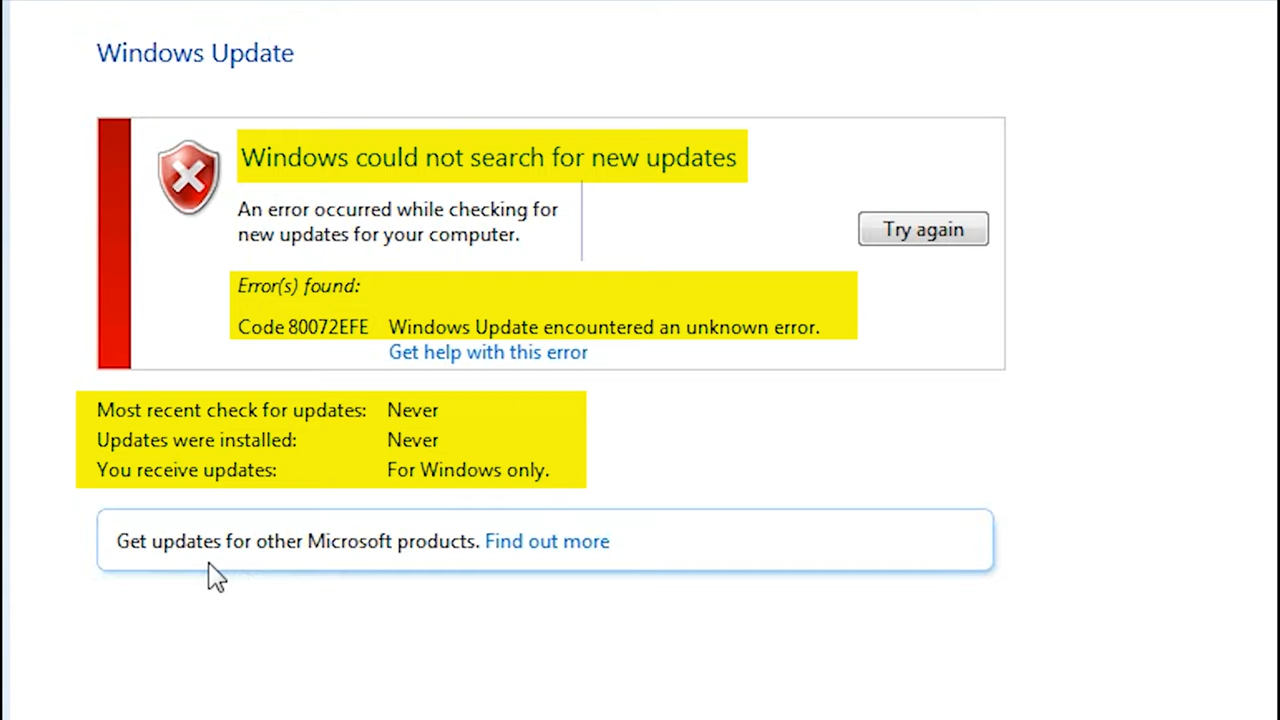 Windows Update
Windows could not search for new updates
An error occurred while checking for
new updates for your computer.
Try again
Error(s) found:
Code 80072EFE Windows Update encountered an unknown error.
Get help with this error
Most recent check for updates: Never
Updates were installed: Never
You receive updates: For Windows only.
Get updates for other Microsoft products. Find out more